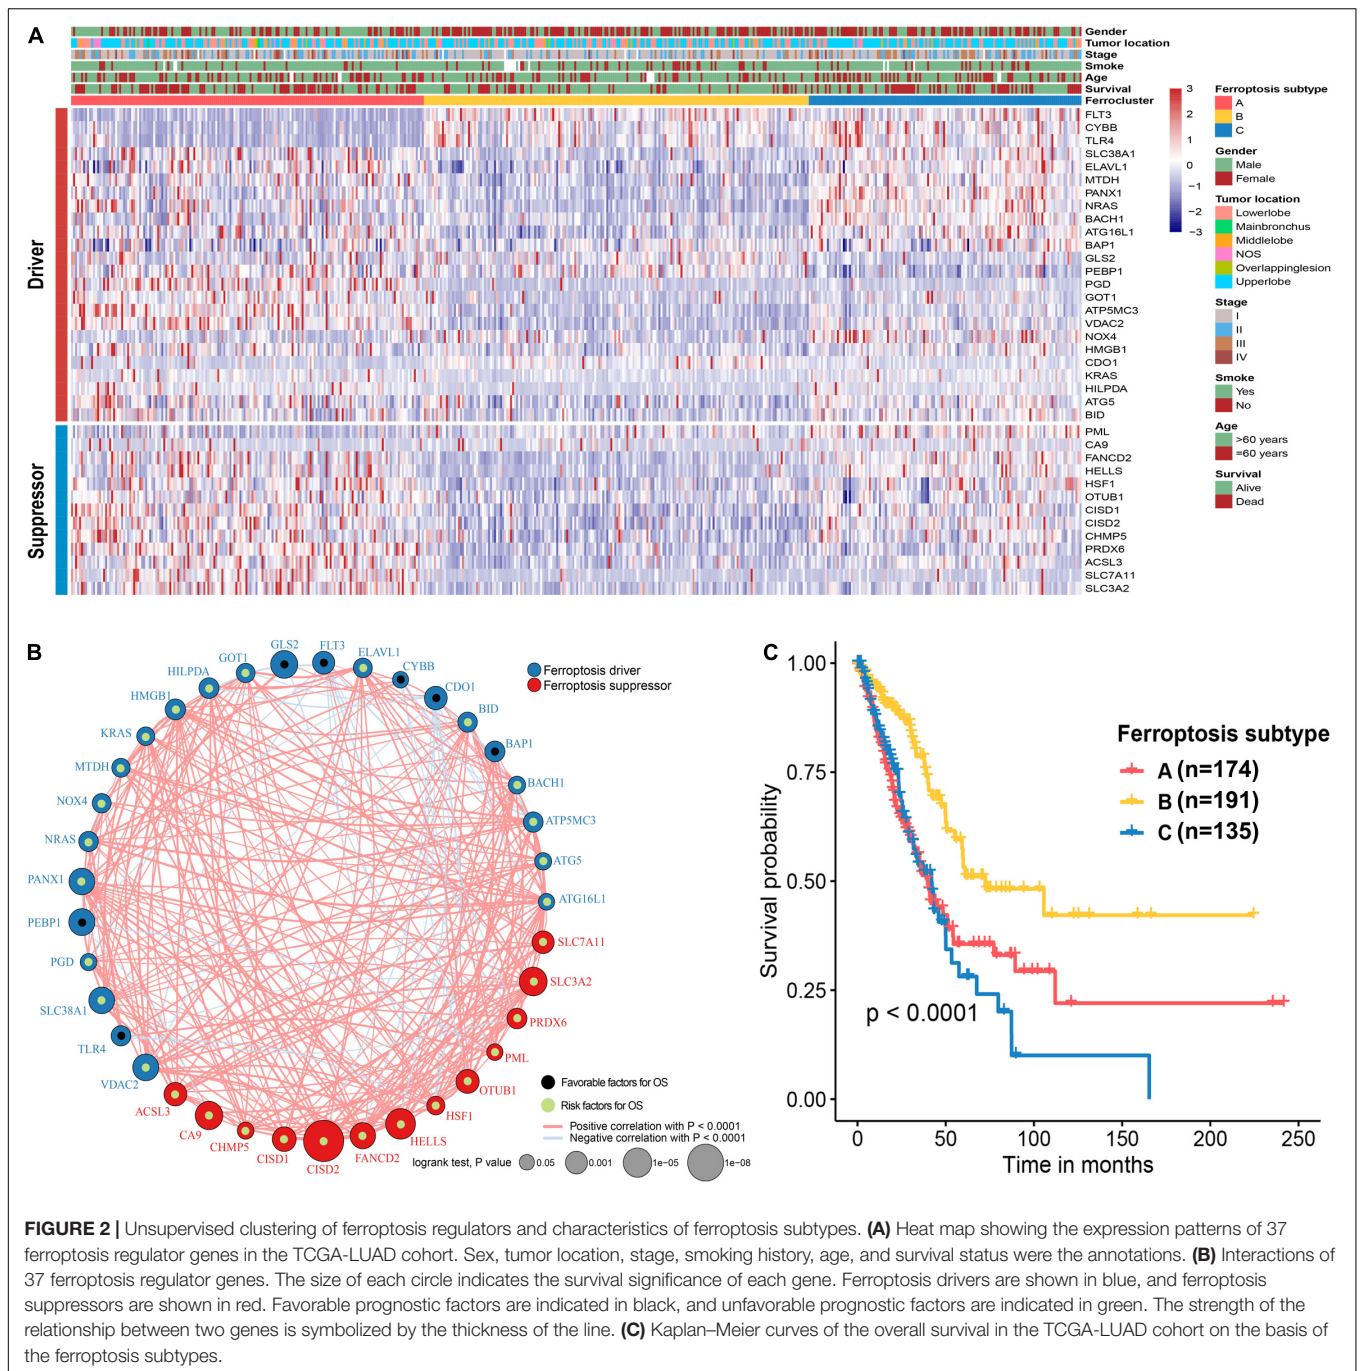 A
Gender
Tumor location
Stage
Smoke
Age
Survival
Ferrocluster
FLT3
CYBB
TLR4
SLC38A1
ELAVL1
MTDH
PANX1
NRAS
BACH1
ATG16L1
BAP1
GLS2
PEBP1
PGD
GOT1
ATP5MC3
VDAC2
NOX4
HMGB1
CDO1
KRAS
HILPDA
ATG5
BID
PML
CA9
FANCD2
HELLS
HSF1
OTUB1
CISD1
CISD2
CHMP5
PRDX6
ACSL3
SLC7A11
SLC3A2
Driver
Suppressor
3
2
1
0
−1
−2
−3
Ferroptosis subtype
A
B
C
Gender
Male
Female
Tumor location
Lowerlobe
Mainbronchus
Middlelobe
NOS
Overlappinglesion
Upperlobe
Stage
I
II
III
IV
Smoke
Yes
No
Age
>60 years
=60 years
Survival
Alive
Dead
B
GLS2
FLT3
ELAVL1
CYBB
CDO1
BID
BAP1
BACH1
ATP5MC3
ATG5
ATG16L1
SLC7A11
SLC3A2
PRDX6
PML
OTUB1
HSF1
HELLS
FANCD2
CISD2
CISD1
CHMP5
CA9
ACSL3
VDAC2
TLR4
SLC38A1
PGD
PEBP1
PANX1
NRAS
NOX4
MTDH
KRAS
HMGB1
HILPDA
GOT1
Ferroptosis driver
Ferroptosis suppressor
Favorable factors for OS
Risk factors for OS
Positive correlation with P < 0.0001
Negative correlation with P < 0.0001
logrank test, P value 0.05 0.001 1e−05 1e−08
C
1.00
0.75
0.50
0.25
0.00
Survival probability
Ferroptosis subtype
A (n=174)
B (n=191)
C (n=135)
p < 0.0001
0 50 100 150 200 250
Time in months
FIGURE 2 | Unsupervised clustering of ferroptosis regulators and characteristics of ferroptosis subtypes. (A) Heat map showing the expression patterns of 37
ferroptosis regulator genes in the TCGA-LUAD cohort. Sex, tumor location, stage, smoking history, age, and survival status were the annotations. (B) Interactions of
37 ferroptosis regulator genes. The size of each circle indicates the survival significance of each gene. Ferroptosis drivers are shown in blue, and ferroptosis
suppressors are shown in red. Favorable prognostic factors are indicated in black, and unfavorable prognostic factors are indicated in green. The strength of the
relationship between two genes is symbolized by the thickness of the line. (C) Kaplan–Meier curves of the overall survival in the TCGA-LUAD cohort on the basis of
the ferroptosis subtypes.